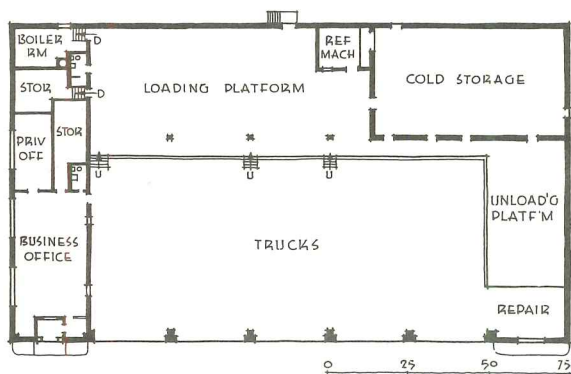 BOILER
RM
D
REF
MACH
COLD STORAGE
STOR
D
LOADING PLATFORM
STOR
PRIV
OFF
U
U
U
UNLOAD'G
PLATF'M
BUSINESS
OFFICE
TRUCKS
REPAIR
0 25 50 75